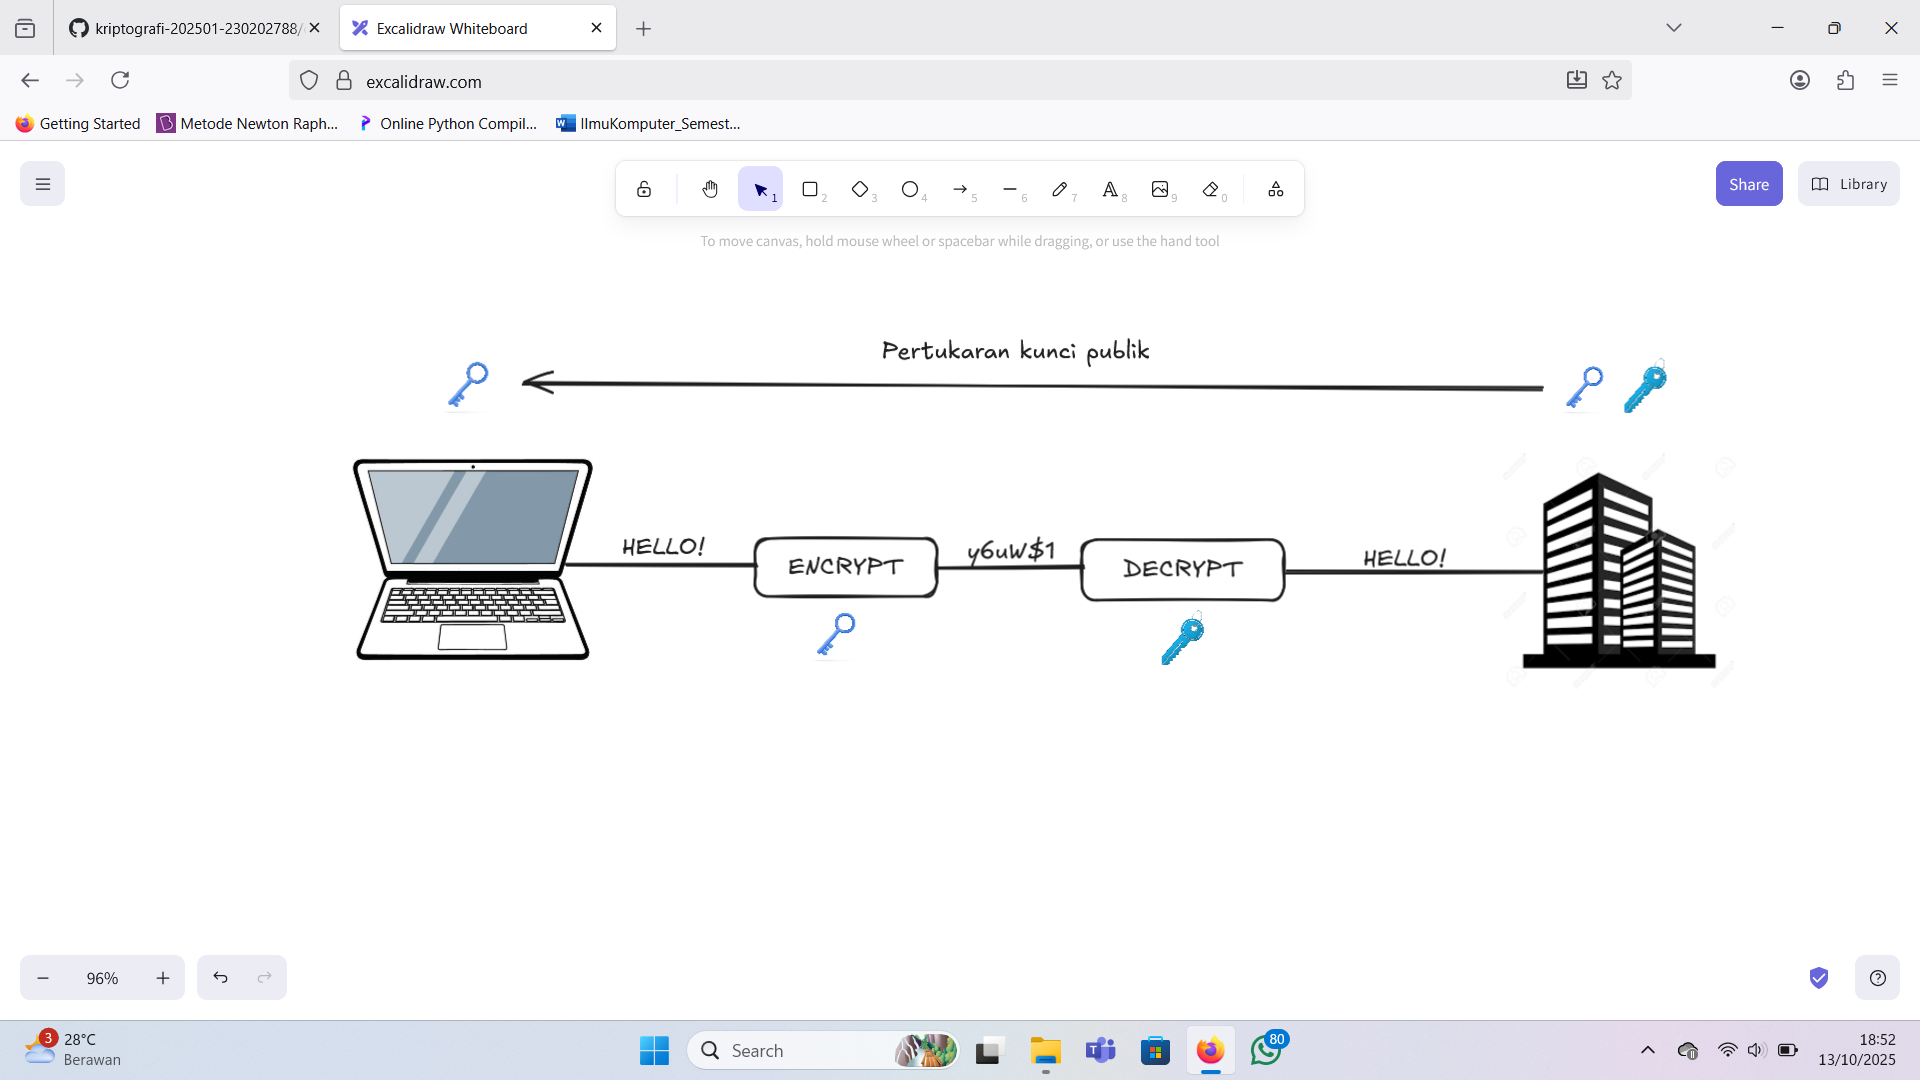 kriptografi-202501-230202788/
Excalidraw Whiteboard
excalidraw.com
Getting Started
Metode Newton Raph...
Online Python Compil...
IlmuKomputer_Semest...
1
2
3
4
5
6
7
A
8
9
0
Share
Library
To move canvas, hold mouse wheel or spacebar while dragging, or use the hand tool
Pertukaran kunci publik
HELLO!
ENCRYPT
y6uW$1
DECRYPT
HELLO!
96%
3
28°C
Berawan
Search
80
18:52
13/10/2025